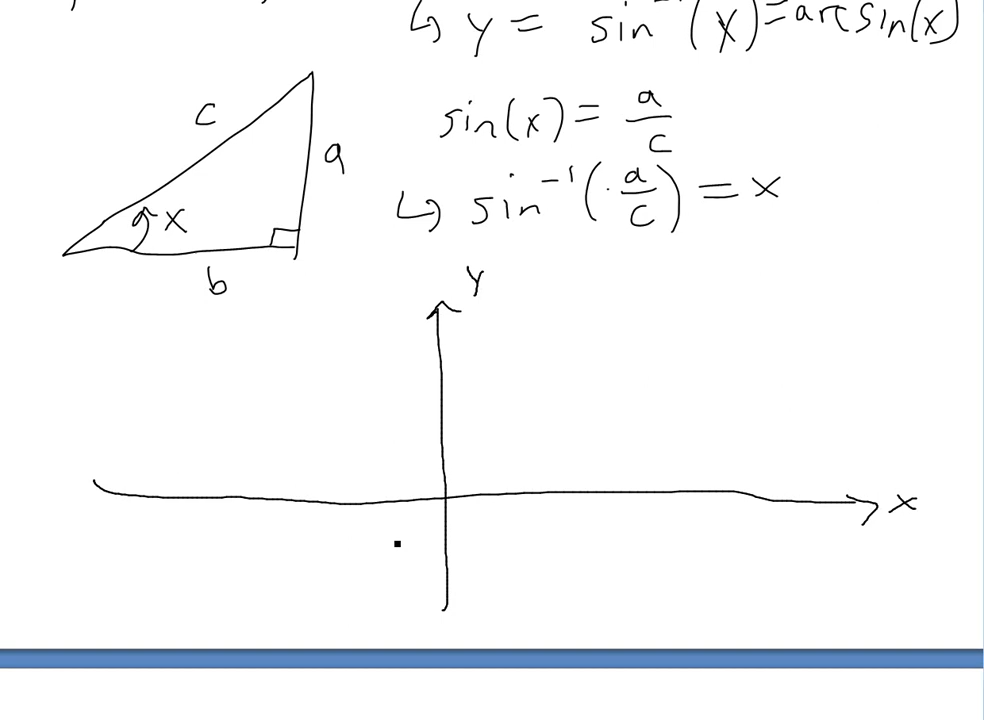 ↳ y = sin⁻¹(x) = arcsin(x)
c
sin(x) = a/c
a
x
↳ sin⁻¹(a/c) = x
b
y
x